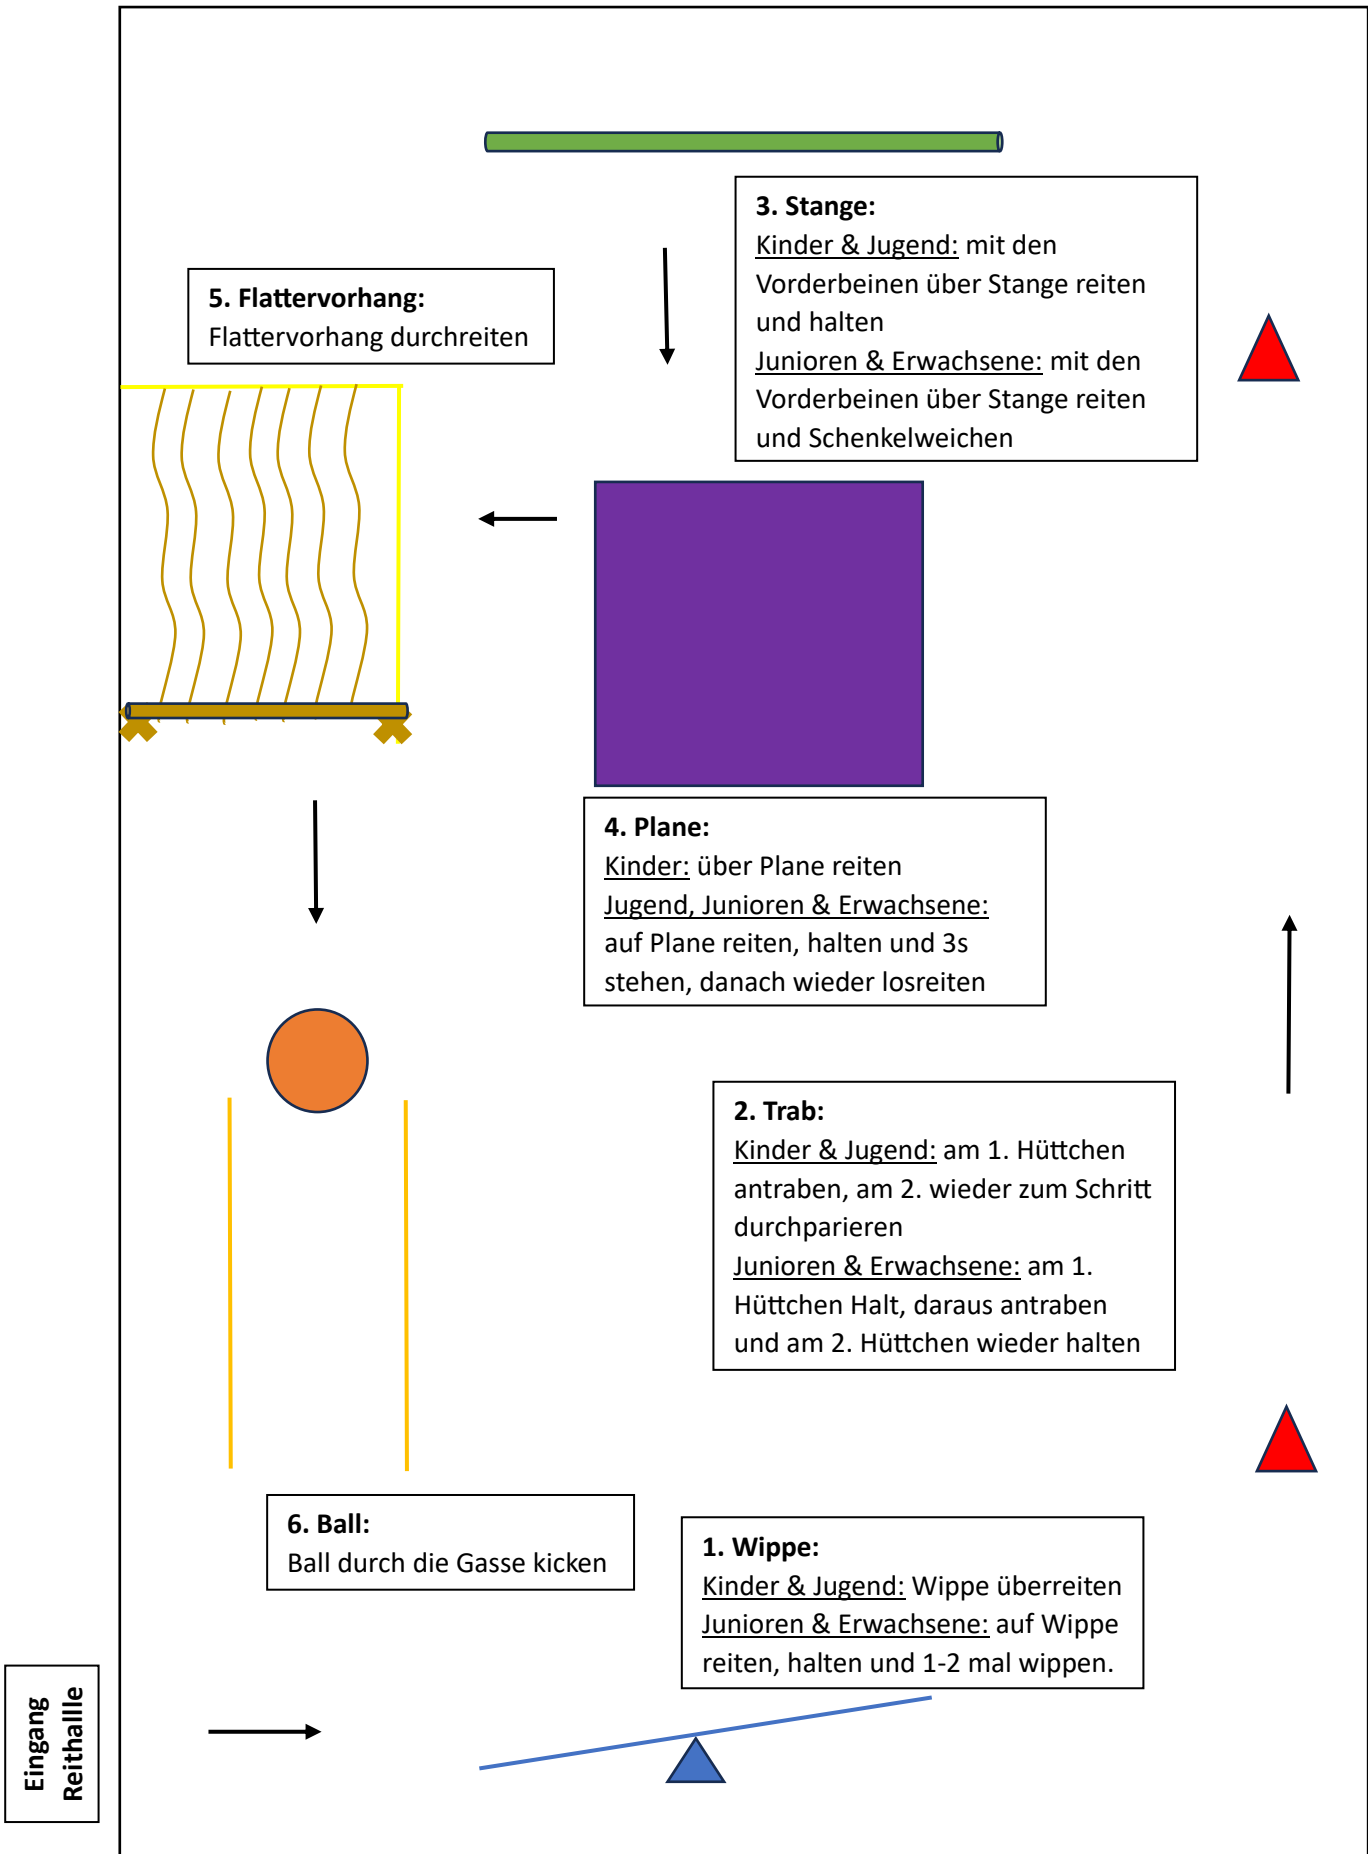 3. Stange:
Kinder & Jugend: mit den
Vorderbeinen über Stange reiten
und halten
Junioren & Erwachsene: mit den
Vorderbeinen über Stange reiten
und Schenkelweichen
5. Flattervorhang:
Flattervorhang durchreiten
4. Plane:
Kinder: über Plane reiten
Jugend, Junioren & Erwachsene:
auf Plane reiten, halten und 3s
stehen, danach wieder losreiten
2. Trab:
Kinder & Jugend: am 1. Hüttchen
antraben, am 2. wieder zum Schritt
durchparieren
Junioren & Erwachsene: am 1.
Hüttchen Halt, daraus antraben
und am 2. Hüttchen wieder halten
6. Ball:
Ball durch die Gasse kicken
1. Wippe:
Kinder & Jugend: Wippe überreiten
Junioren & Erwachsene: auf Wippe
reiten, halten und 1-2 mal wippen.
Eingang
Reithallle